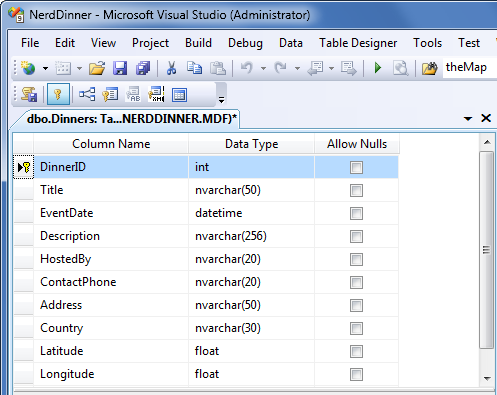 NerdDinner - Microsoft Visual Studio (Administrator)
File Edit View Project Build Debug Data Table Designer Tools Test
theMap
dbo.Dinners: Ta...NERDDINNER.MDF)*
Column Name Data Type Allow Nulls
DinnerID int
Title nvarchar(50)
EventDate datetime
Description nvarchar(256)
HostedBy nvarchar(20)
ContactPhone nvarchar(20)
Address nvarchar(50)
Country nvarchar(30)
Latitude float
Longitude float